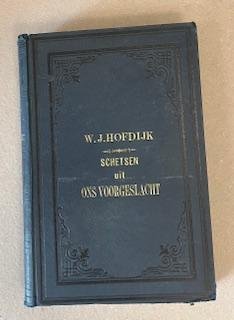 W. J. HOFDIJK
SCHETSEN
uit
ONS VOORGESLACHT